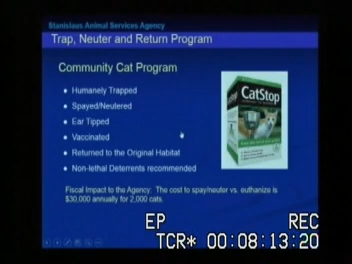 Stanislaus Animal Services Agency
Trap, Neuter and Return Program
Community Cat Program
• Humanely Trapped
• Spayed/Neutered
• Ear Tipped
• Vaccinated
• Returned to the Original Habitat
• Non-lethal Deterrents recommended
CatStop
Fiscal Impact to the Agency: The cost to spay/neuter vs. euthanize is
$30,000 annually for 2,000 cats.
EP REC
TCR* 00:08:13:20